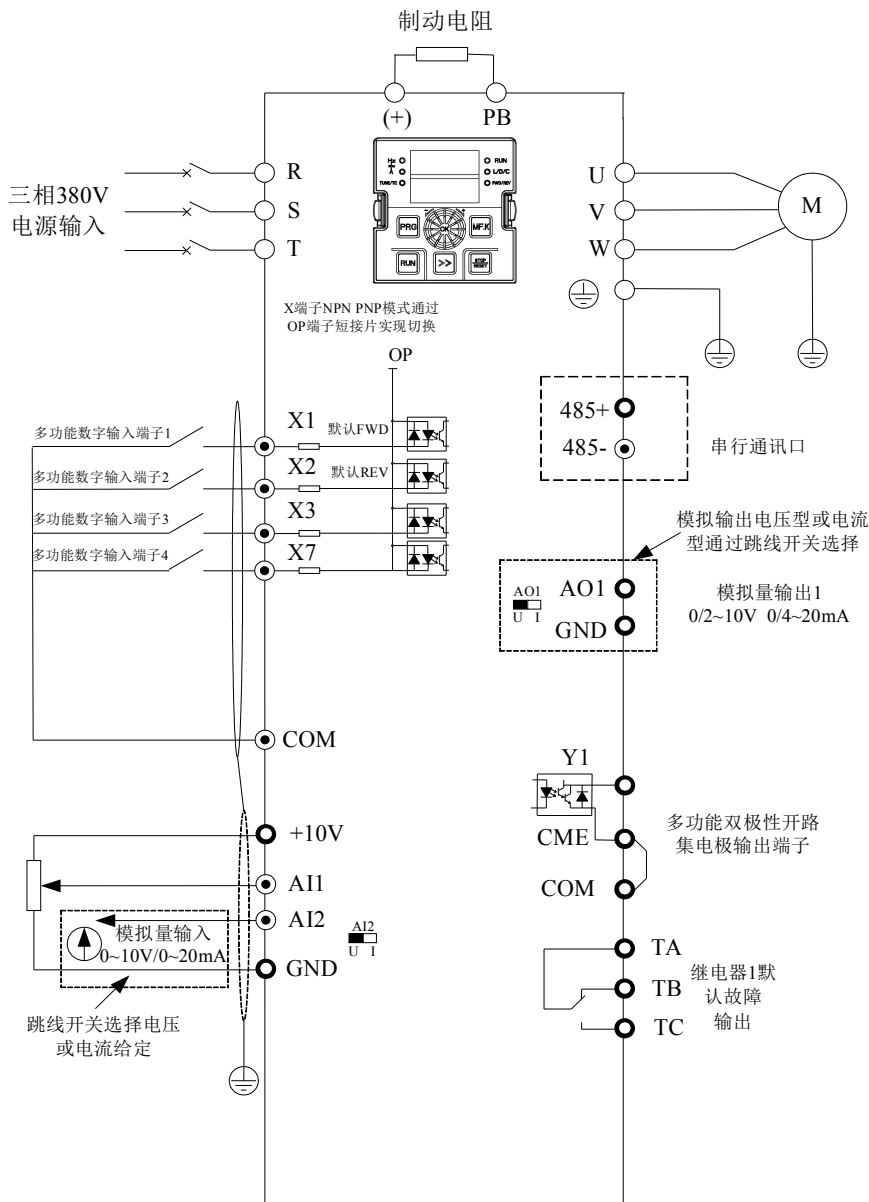 制动电阻
(+)
PB
三相380V
电源输入
R
S
T
Hz
A
TUNE/TC
RUN
L/D/C
FWD/REV
PRG
OK
MF.K
RUN
>>
STOP
RESET
U
V
W
M
X端子NPN PNP模式通过
OP端子短接片实现切换
OP
多功能数字输入端子1
X1
默认FWD
多功能数字输入端子2
X2
默认REV
多功能数字输入端子3
X3
多功能数字输入端子4
X7
COM
485+
485-
串行通讯口
模拟输出电压型或电流
型通过跳线开关选择
AO1
U I
AO1
GND
模拟量输出1
0/2~10V 0/4~20mA
Y1
CME
COM
多功能双极性开路
集电极输出端子
+10V
AI1
AI2
GND
AI2
U I
模拟量输入
0~10V/0~20mA
跳线开关选择电压
或电流给定
TA
TB
TC
继电器1默
认故障
输出